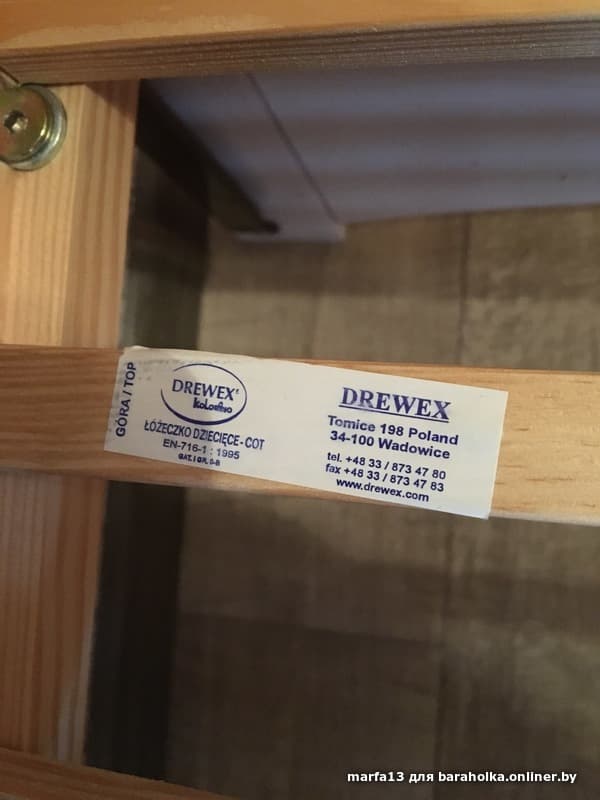 GÓRA / TOP
DREWEX
ŁÓŻECZKO DZIECIĘCE - COT
EN-716-1 : 1995
DREWEX
Tomice 198 Poland
34-100 Wadowice
tel. +48 33 / 873 47 80
fax +48 33 / 873 47 83
www.drewex.com
marfa13 для baraholka.onliner.by